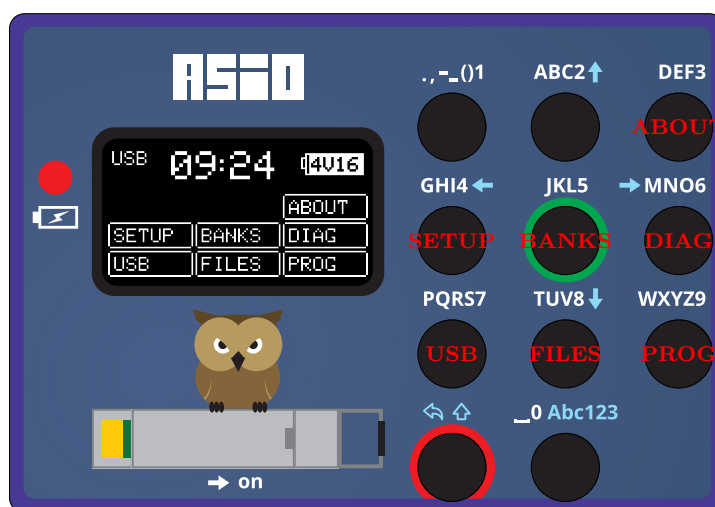 ASiO
.,-_()1 ABC2 DEF3
USB 09:24 4V16
ABOUT
ABOUT
GHI4 JKL5 MNO6
SETUP BANKS DIAG
SETUP BANKS DIAG
USB FILES PROG
PQRS7 TUV8 WXYZ9
USB FILES PROG
_0 Abc123
on